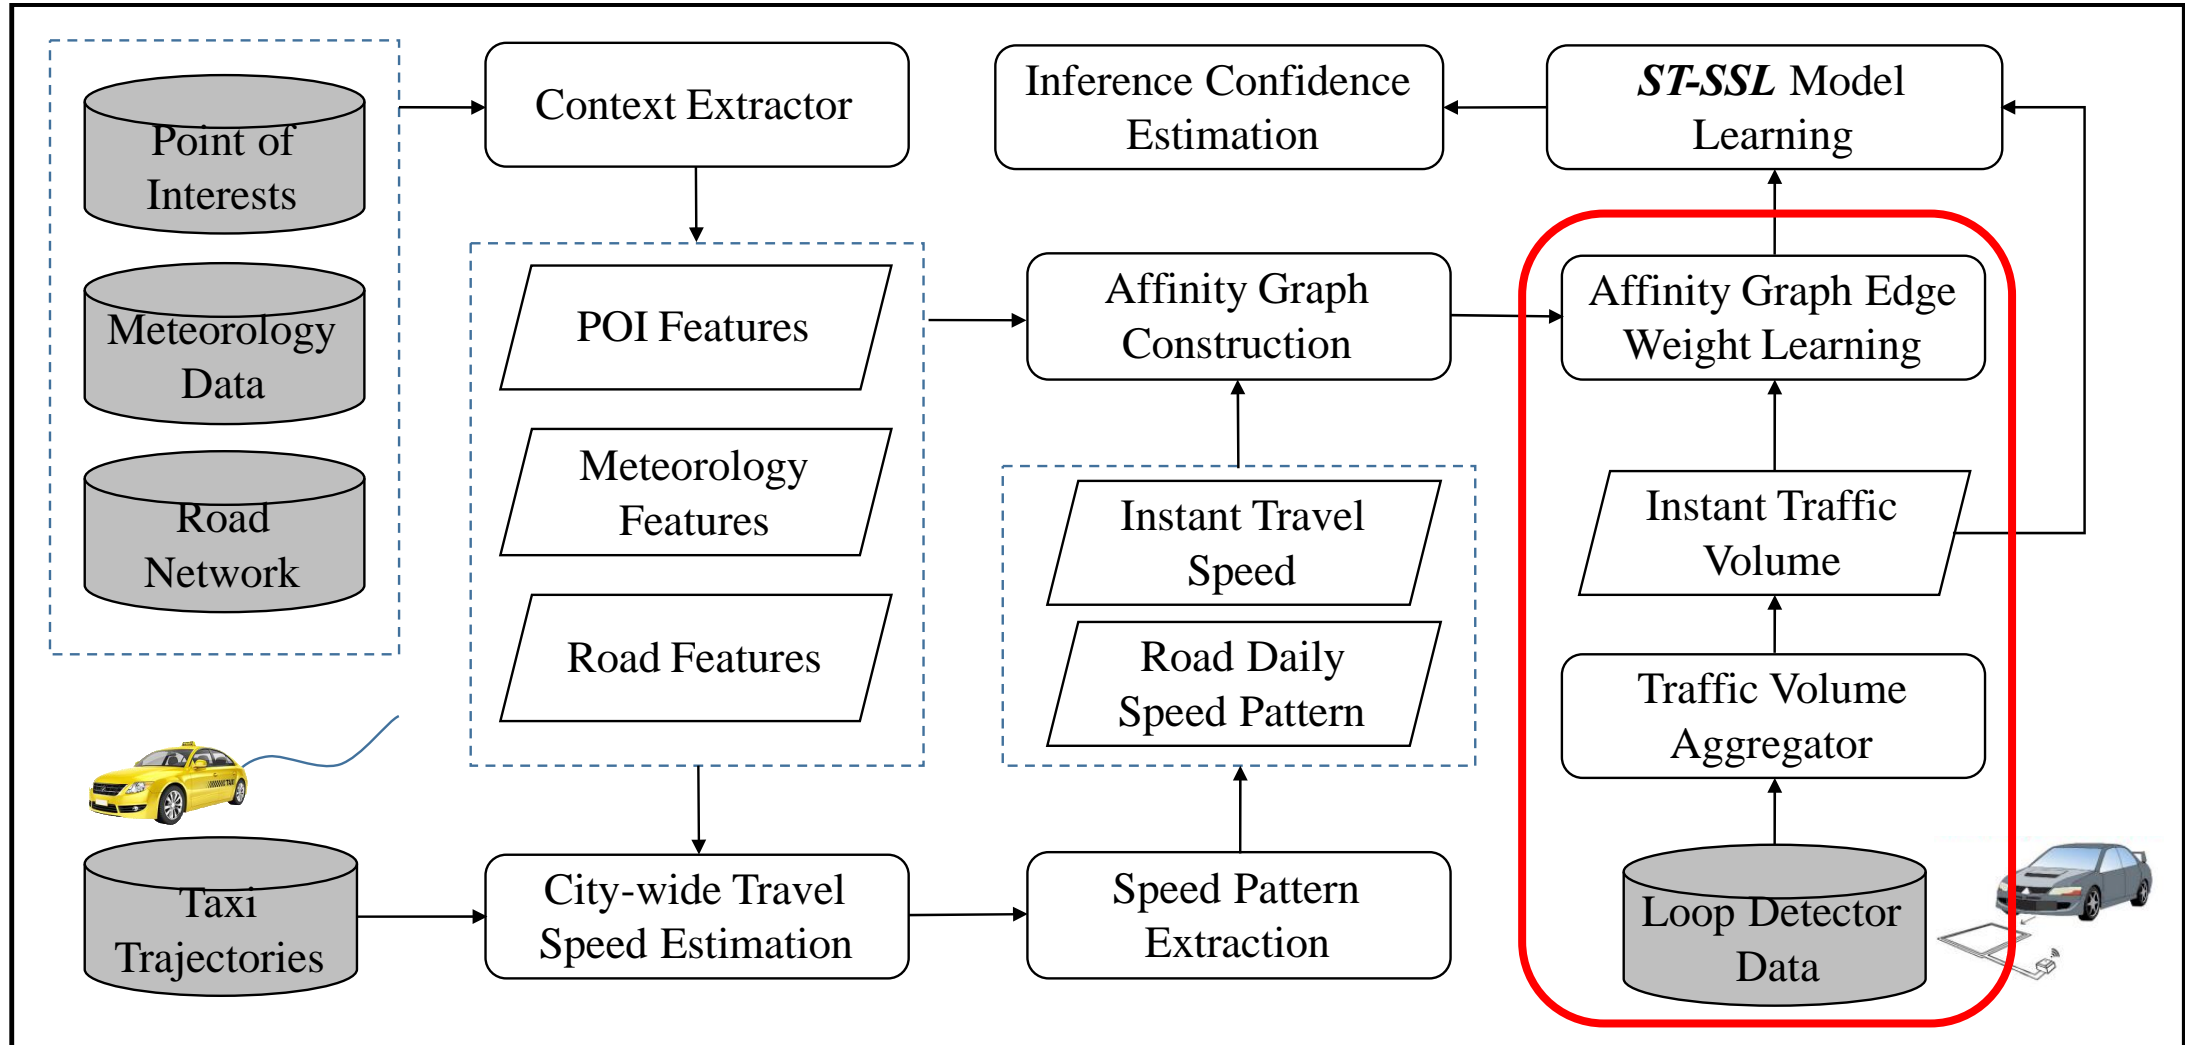 Point of
Interests
Meteorology
Data
Road
Network
Taxi
Trajectories
Context Extractor
POI Features
Meteorology
Features
Road Features
City-wide Travel
Speed Estimation
Inference Confidence
Estimation
Affinity Graph
Construction
Instant Travel
Speed
Road Daily
Speed Pattern
Speed Pattern
Extraction
ST-SSL Model
Learning
Affinity Graph Edge
Weight Learning
Instant Traffic
Volume
Traffic Volume
Aggregator
Loop Detector
Data